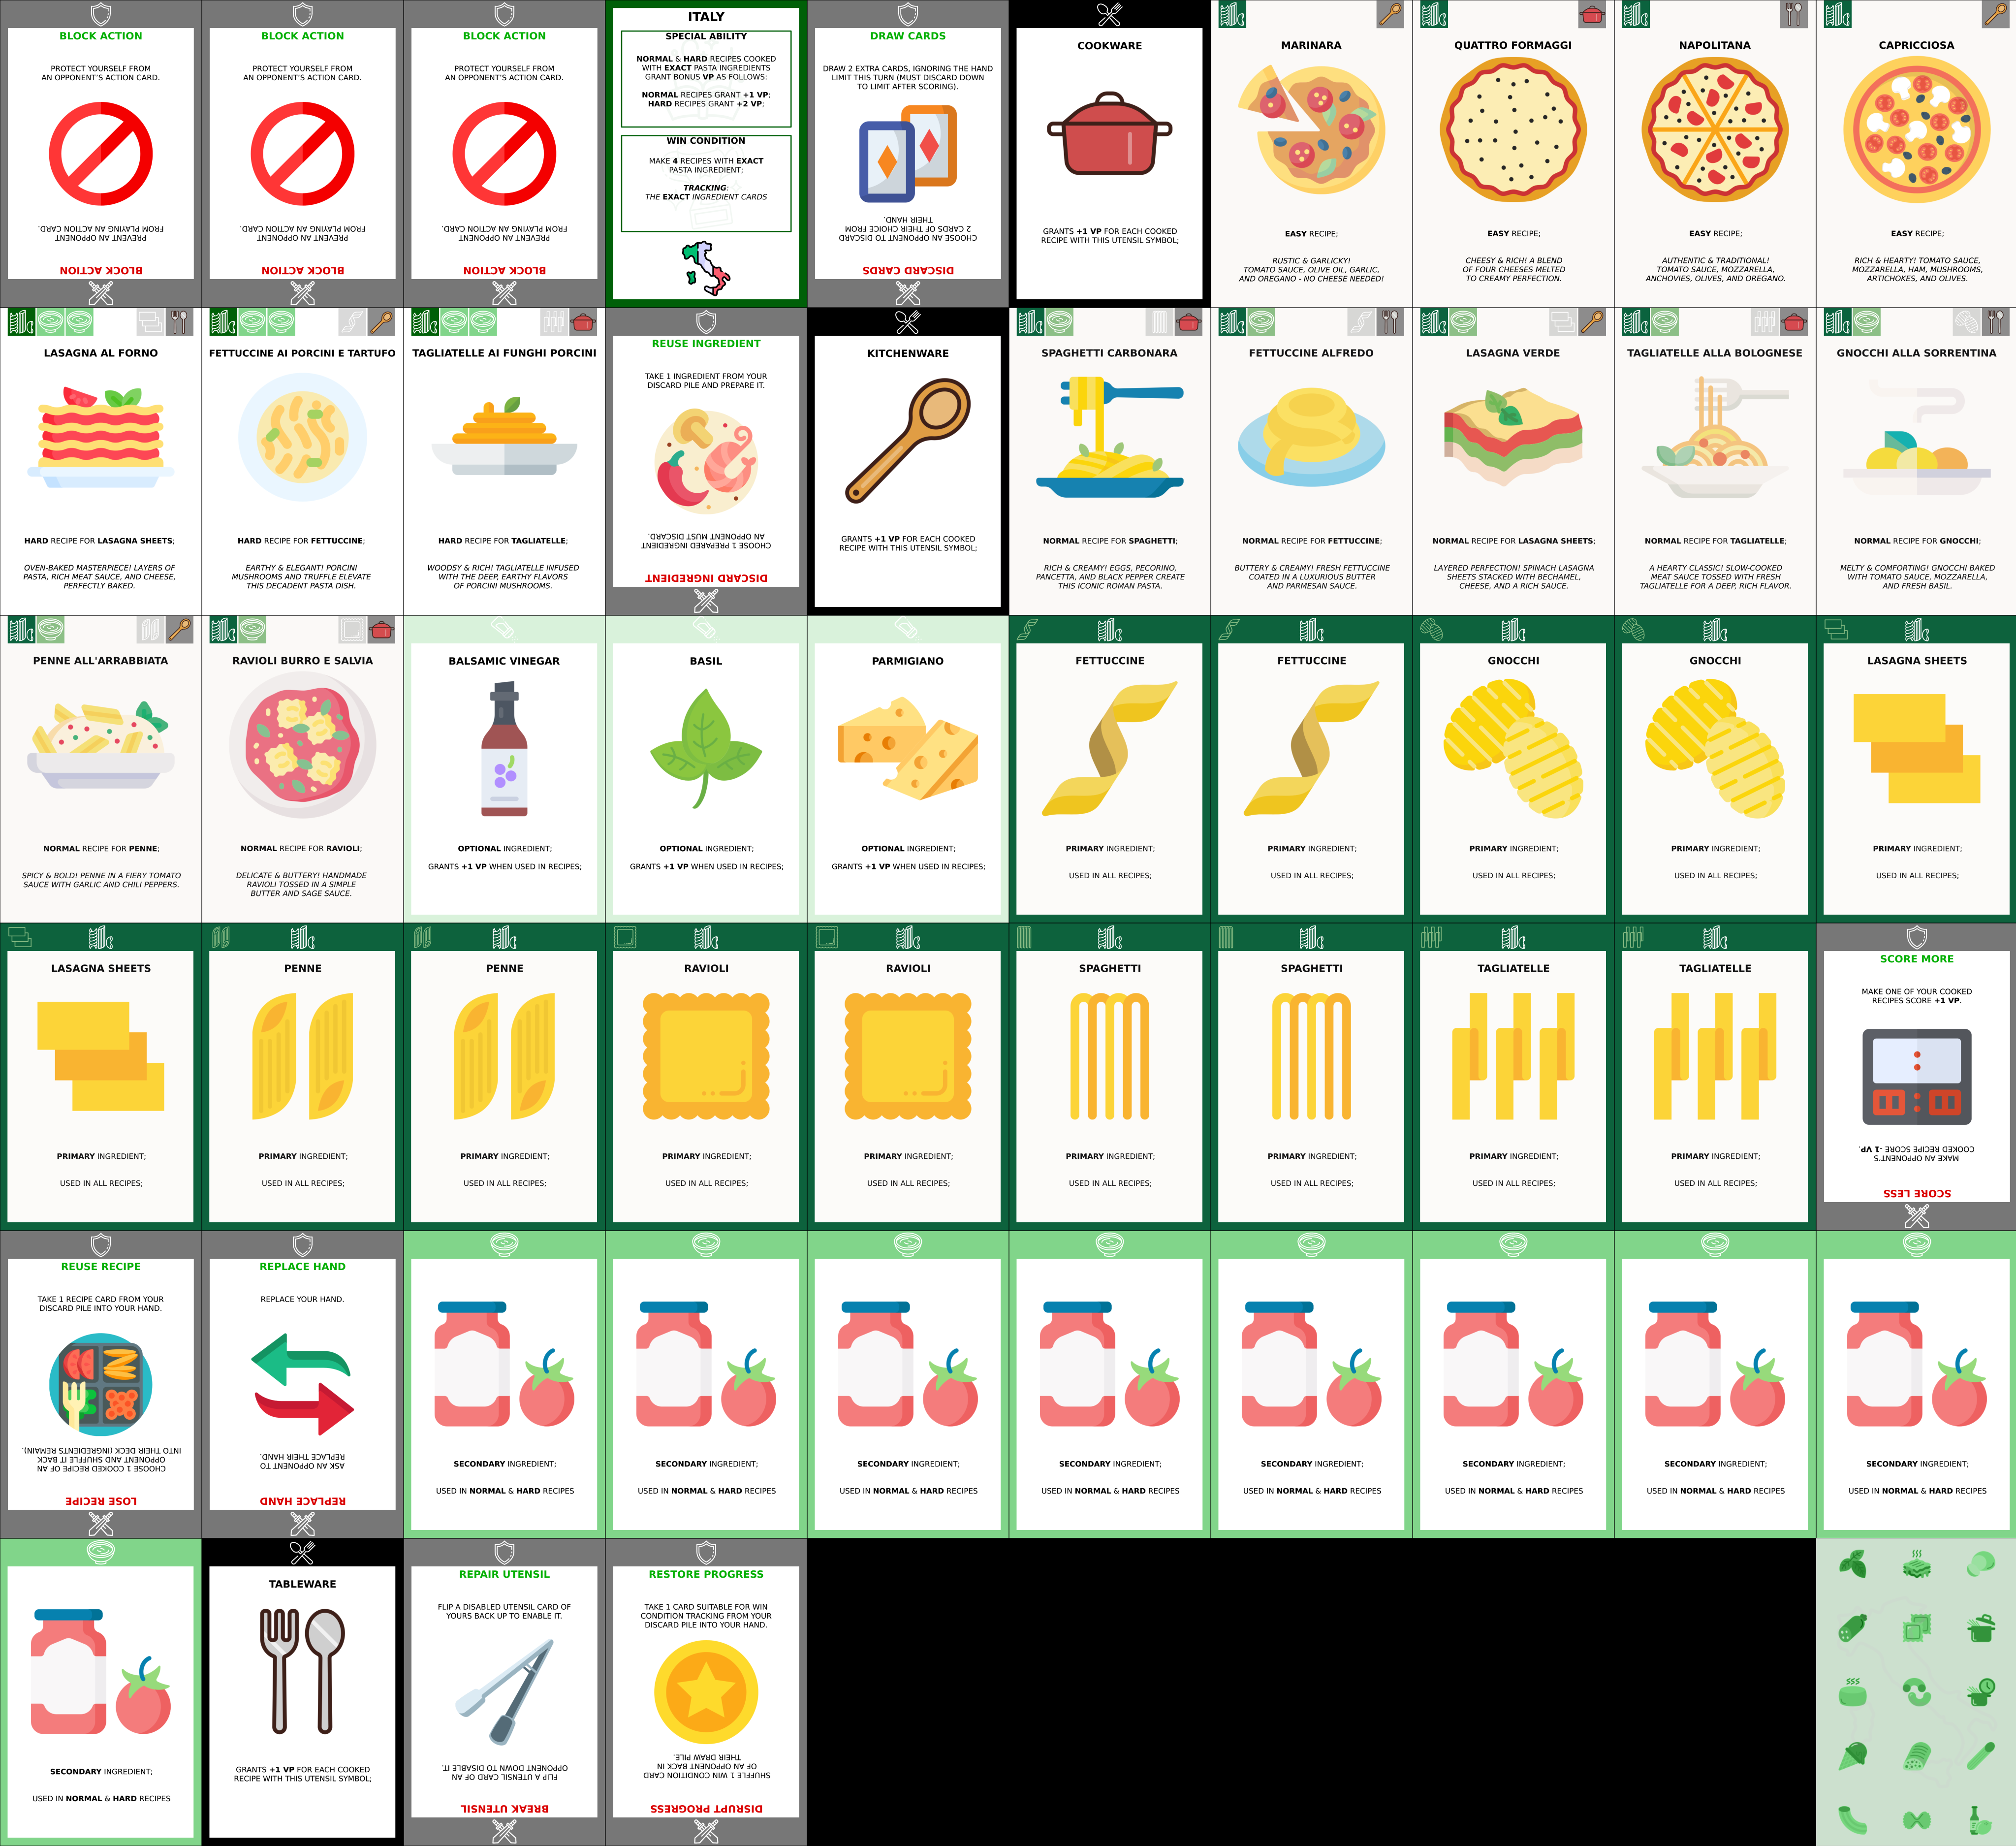 BLOCK ACTION
PROTECT YOURSELF FROM
AN OPPONENT'S ACTION CARD.
BLOCK ACTION
PREVENT AN OPPONENT
FROM PLAYING AN ACTION CARD.
BLOCK ACTION
PROTECT YOURSELF FROM
AN OPPONENT'S ACTION CARD.
BLOCK ACTION
PREVENT AN OPPONENT
FROM PLAYING AN ACTION CARD.
BLOCK ACTION
PROTECT YOURSELF FROM
AN OPPONENT'S ACTION CARD.
BLOCK ACTION
PREVENT AN OPPONENT
FROM PLAYING AN ACTION CARD.
ITALY
SPECIAL ABILITY
NORMAL & HARD RECIPES COOKED
WITH EXACT PASTA INGREDIENTS
GRANT BONUS VP AS FOLLOWS:
NORMAL RECIPES GRANT +1 VP;
HARD RECIPES GRANT +2 VP;
WIN CONDITION
MAKE 4 RECIPES WITH EXACT
PASTA INGREDIENT;
TRACKING:
THE EXACT INGREDIENT CARDS
DRAW CARDS
DRAW 2 EXTRA CARDS, IGNORING THE HAND
LIMIT THIS TURN (MUST DISCARD DOWN
TO LIMIT AFTER SCORING).
DISCARD CARDS
CHOOSE AN OPPONENT TO DISCARD
2 CARDS OF THEIR CHOICE FROM
THEIR HAND.
COOKWARE
GRANTS +1 VP FOR EACH COOKED
RECIPE WITH THIS UTENSIL SYMBOL;
MARINARA
EASY RECIPE;
RUSTIC & GARLICKY!
TOMATO SAUCE, OLIVE OIL, GARLIC,
AND OREGANO - NO CHEESE NEEDED!
QUATTRO FORMAGGI
EASY RECIPE;
CHEESY & RICH! A BLEND
OF FOUR CHEESES MELTED
TO CREAMY PERFECTION.
NAPOLITANA
EASY RECIPE;
AUTHENTIC & TRADITIONAL!
TOMATO SAUCE, MOZZARELLA,
ANCHOVIES, OLIVES, AND OREGANO.
CAPRICCIOSA
EASY RECIPE;
RICH & HEARTY! TOMATO SAUCE,
MOZZARELLA, HAM, MUSHROOMS,
ARTICHOKES, AND OLIVES.
LASAGNA AL FORNO
HARD RECIPE FOR LASAGNA SHEETS;
OVEN-BAKED MASTERPIECE! LAYERS OF
PASTA, RICH MEAT SAUCE, AND CHEESE,
PERFECTLY BAKED.
FETTUCCINE AI PORCINI E TARTUFO
HARD RECIPE FOR FETTUCCINE;
EARTHY & ELEGANT! PORCINI
MUSHROOMS AND TRUFFLE ELEVATE
THIS DECADENT PASTA DISH.
TAGLIATELLE AI FUNGHI PORCINI
HARD RECIPE FOR TAGLIATELLE;
WOODSY & RICH! TAGLIATELLE INFUSED
WITH THE DEEP, EARTHY FLAVORS
OF PORCINI MUSHROOMS.
REUSE INGREDIENT
TAKE 1 INGREDIENT FROM YOUR
DISCARD PILE AND PREPARE IT.
DISCARD INGREDIENT
CHOOSE 1 PREPARED INGREDIENT
AN OPPONENT MUST DISCARD.
KITCHENWARE
GRANTS +1 VP FOR EACH COOKED
RECIPE WITH THIS UTENSIL SYMBOL;
SPAGHETTI CARBONARA
NORMAL RECIPE FOR SPAGHETTI;
RICH & CREAMY! EGGS, PECORINO,
PANCETTA, AND BLACK PEPPER CREATE
THIS ICONIC ROMAN PASTA.
FETTUCCINE ALFREDO
NORMAL RECIPE FOR FETTUCCINE;
BUTTERY & CREAMY! FRESH FETTUCCINE
COATED IN A LUXURIOUS BUTTER
AND PARMESAN SAUCE.
LASAGNA VERDE
NORMAL RECIPE FOR LASAGNA SHEETS;
LAYERED PERFECTION! SPINACH LASAGNA
SHEETS STACKED WITH BECHAMEL,
CHEESE, AND A RICH SAUCE.
TAGLIATELLE ALLA BOLOGNESE
NORMAL RECIPE FOR TAGLIATELLE;
A HEARTY CLASSIC! SLOW-COOKED
MEAT SAUCE TOSSED WITH FRESH
TAGLIATELLE FOR A DEEP, RICH FLAVOR.
GNOCCHI ALLA SORRENTINA
NORMAL RECIPE FOR GNOCCHI;
MELTY & COMFORTING! GNOCCHI BAKED
WITH TOMATO SAUCE, MOZZARELLA,
AND FRESH BASIL.
PENNE ALL'ARRABBIATA
NORMAL RECIPE FOR PENNE;
SPICY & BOLD! PENNE IN A FIERY TOMATO
SAUCE WITH GARLIC AND CHILI PEPPERS.
RAVIOLI BURRO E SALVIA
NORMAL RECIPE FOR RAVIOLI;
DELICATE & BUTTERY! HANDMADE
RAVIOLI TOSSED IN A SIMPLE
BUTTER AND SAGE SAUCE.
BALSAMIC VINEGAR
OPTIONAL INGREDIENT;
GRANTS +1 VP WHEN USED IN RECIPES;
BASIL
OPTIONAL INGREDIENT;
GRANTS +1 VP WHEN USED IN RECIPES;
PARMIGIANO
OPTIONAL INGREDIENT;
GRANTS +1 VP WHEN USED IN RECIPES;
FETTUCCINE
PRIMARY INGREDIENT;
USED IN ALL RECIPES;
FETTUCCINE
PRIMARY INGREDIENT;
USED IN ALL RECIPES;
GNOCCHI
PRIMARY INGREDIENT;
USED IN ALL RECIPES;
GNOCCHI
PRIMARY INGREDIENT;
USED IN ALL RECIPES;
LASAGNA SHEETS
PRIMARY INGREDIENT;
USED IN ALL RECIPES;
LASAGNA SHEETS
PRIMARY INGREDIENT;
USED IN ALL RECIPES;
PENNE
PRIMARY INGREDIENT;
USED IN ALL RECIPES;
PENNE
PRIMARY INGREDIENT;
USED IN ALL RECIPES;
RAVIOLI
PRIMARY INGREDIENT;
USED IN ALL RECIPES;
RAVIOLI
PRIMARY INGREDIENT;
USED IN ALL RECIPES;
SPAGHETTI
PRIMARY INGREDIENT;
USED IN ALL RECIPES;
SPAGHETTI
PRIMARY INGREDIENT;
USED IN ALL RECIPES;
TAGLIATELLE
PRIMARY INGREDIENT;
USED IN ALL RECIPES;
TAGLIATELLE
PRIMARY INGREDIENT;
USED IN ALL RECIPES;
SCORE MORE
MAKE ONE OF YOUR COOKED
RECIPES SCORE +1 VP.
SCORE LESS
MAKE AN OPPONENT'S
COOKED RECIPE SCORE -1 VP.
REUSE RECIPE
TAKE 1 RECIPE CARD FROM YOUR
DISCARD PILE INTO YOUR HAND.
LOSE RECIPE
CHOOSE 1 COOKED RECIPE OF AN
OPPONENT AND SHUFFLE IT BACK
INTO THEIR DECK (INGREDIENTS REMAIN).
REPLACE HAND
REPLACE YOUR HAND.
REPLACE HAND
ASK AN OPPONENT TO
REPLACE THEIR HAND.
SECONDARY INGREDIENT;
USED IN NORMAL & HARD RECIPES
SECONDARY INGREDIENT;
USED IN NORMAL & HARD RECIPES
SECONDARY INGREDIENT;
USED IN NORMAL & HARD RECIPES
SECONDARY INGREDIENT;
USED IN NORMAL & HARD RECIPES
SECONDARY INGREDIENT;
USED IN NORMAL & HARD RECIPES
SECONDARY INGREDIENT;
USED IN NORMAL & HARD RECIPES
SECONDARY INGREDIENT;
USED IN NORMAL & HARD RECIPES
SECONDARY INGREDIENT;
USED IN NORMAL & HARD RECIPES
SECONDARY INGREDIENT;
USED IN NORMAL & HARD RECIPES
TABLEWARE
GRANTS +1 VP FOR EACH COOKED
RECIPE WITH THIS UTENSIL SYMBOL;
REPAIR UTENSIL
FLIP A DISABLED UTENSIL CARD OF
YOURS BACK UP TO ENABLE IT.
BREAK UTENSIL
FLIP A UTENSIL CARD OF AN
OPPONENT DOWN TO DISABLE IT.
RESTORE PROGRESS
TAKE 1 CARD SUITABLE FOR WIN
CONDITION TRACKING FROM YOUR
DISCARD PILE INTO YOUR HAND.
DISRUPT PROGRESS
SHUFFLE 1 WIN CONDITION CARD
OF AN OPPONENT BACK IN
THEIR DRAW PILE.